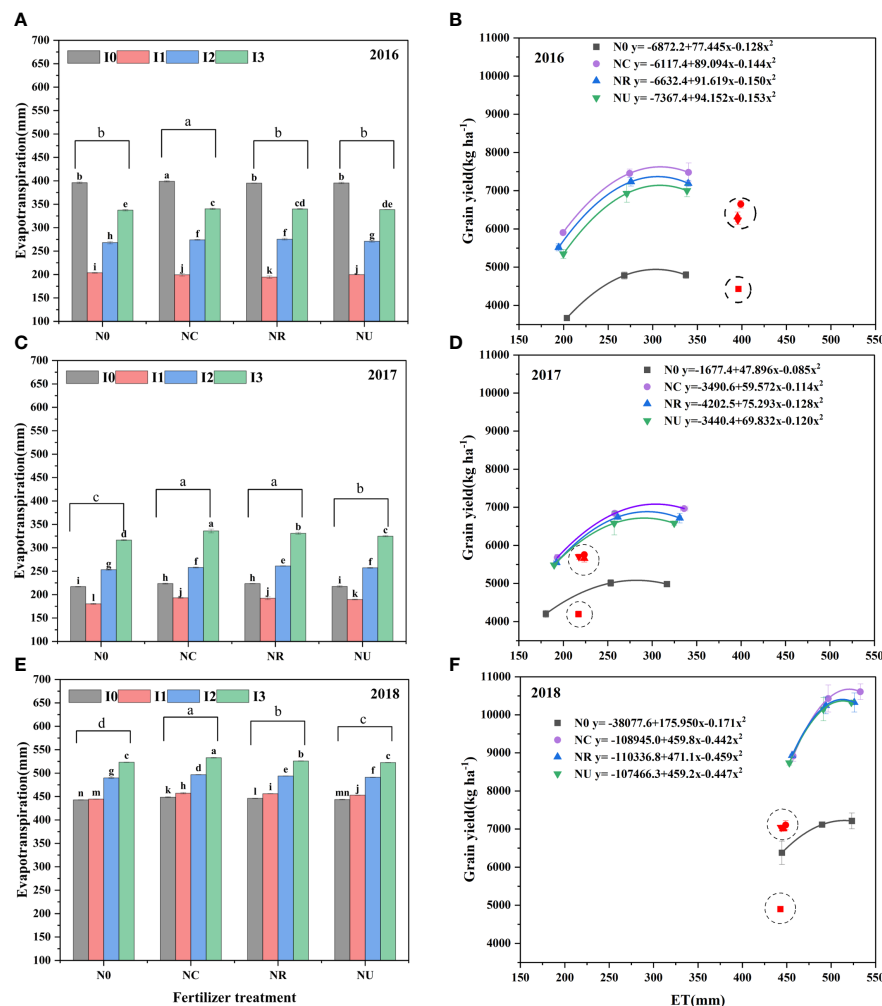 A
700
650
600
550
500
450
400
350
300
250
200
150
100
Evapotranspiration(mm)
I0 I1 I2 I3
2016
b a b b
b i h e
a j f c
b k f cd
b j g de
N0 NC NR NU
B
11000
10000
9000
8000
7000
6000
5000
4000
Grain yield(kg ha-1)
2016
N0 y= -6872.2+77.445x-0.128x2
NC y= -6117.4+89.094x-0.144x2
NR y= -6632.4+91.619x-0.150x2
NU y= -7367.4+94.152x-0.153x2
150 200 250 300 350 400 450 500 550
C
700
650
600
550
500
450
400
350
300
250
200
150
100
Evapotranspiration(mm)
I0 I1 I2 I3
2017
c a a b
i l g d
h j f a
h j e b
i k f c
N0 NC NR NU
D
11000
10000
9000
8000
7000
6000
5000
4000
Grain yield(kg ha-1)
2017
N0 y=-1677.4+47.896x-0.085x2
NC y=-3490.6+59.572x-0.114x2
NR y=-4202.5+75.293x-0.128x2
NU y=-3440.4+69.832x-0.120x2
150 200 250 300 350 400 450 500 550
E
700
650
600
550
500
450
400
350
300
250
200
150
100
Evapotranspiration(mm)
I0 I1 I2 I3
2018
d a b c
n m g c
k h d a
l i e b
mn j f c
N0 NC NR NU
Fertilizer treatment
F
11000
10000
9000
8000
7000
6000
5000
4000
Grain yield(kg ha-1)
2018
N0 y= -38077.6+175.950x-0.171x2
NC y= -108945.0+459.8x-0.442x2
NR y= -110336.8+471.1x-0.459x2
NU y= -107466.3+459.2x-0.447x2
150 200 250 300 350 400 450 500 550
ET(mm)